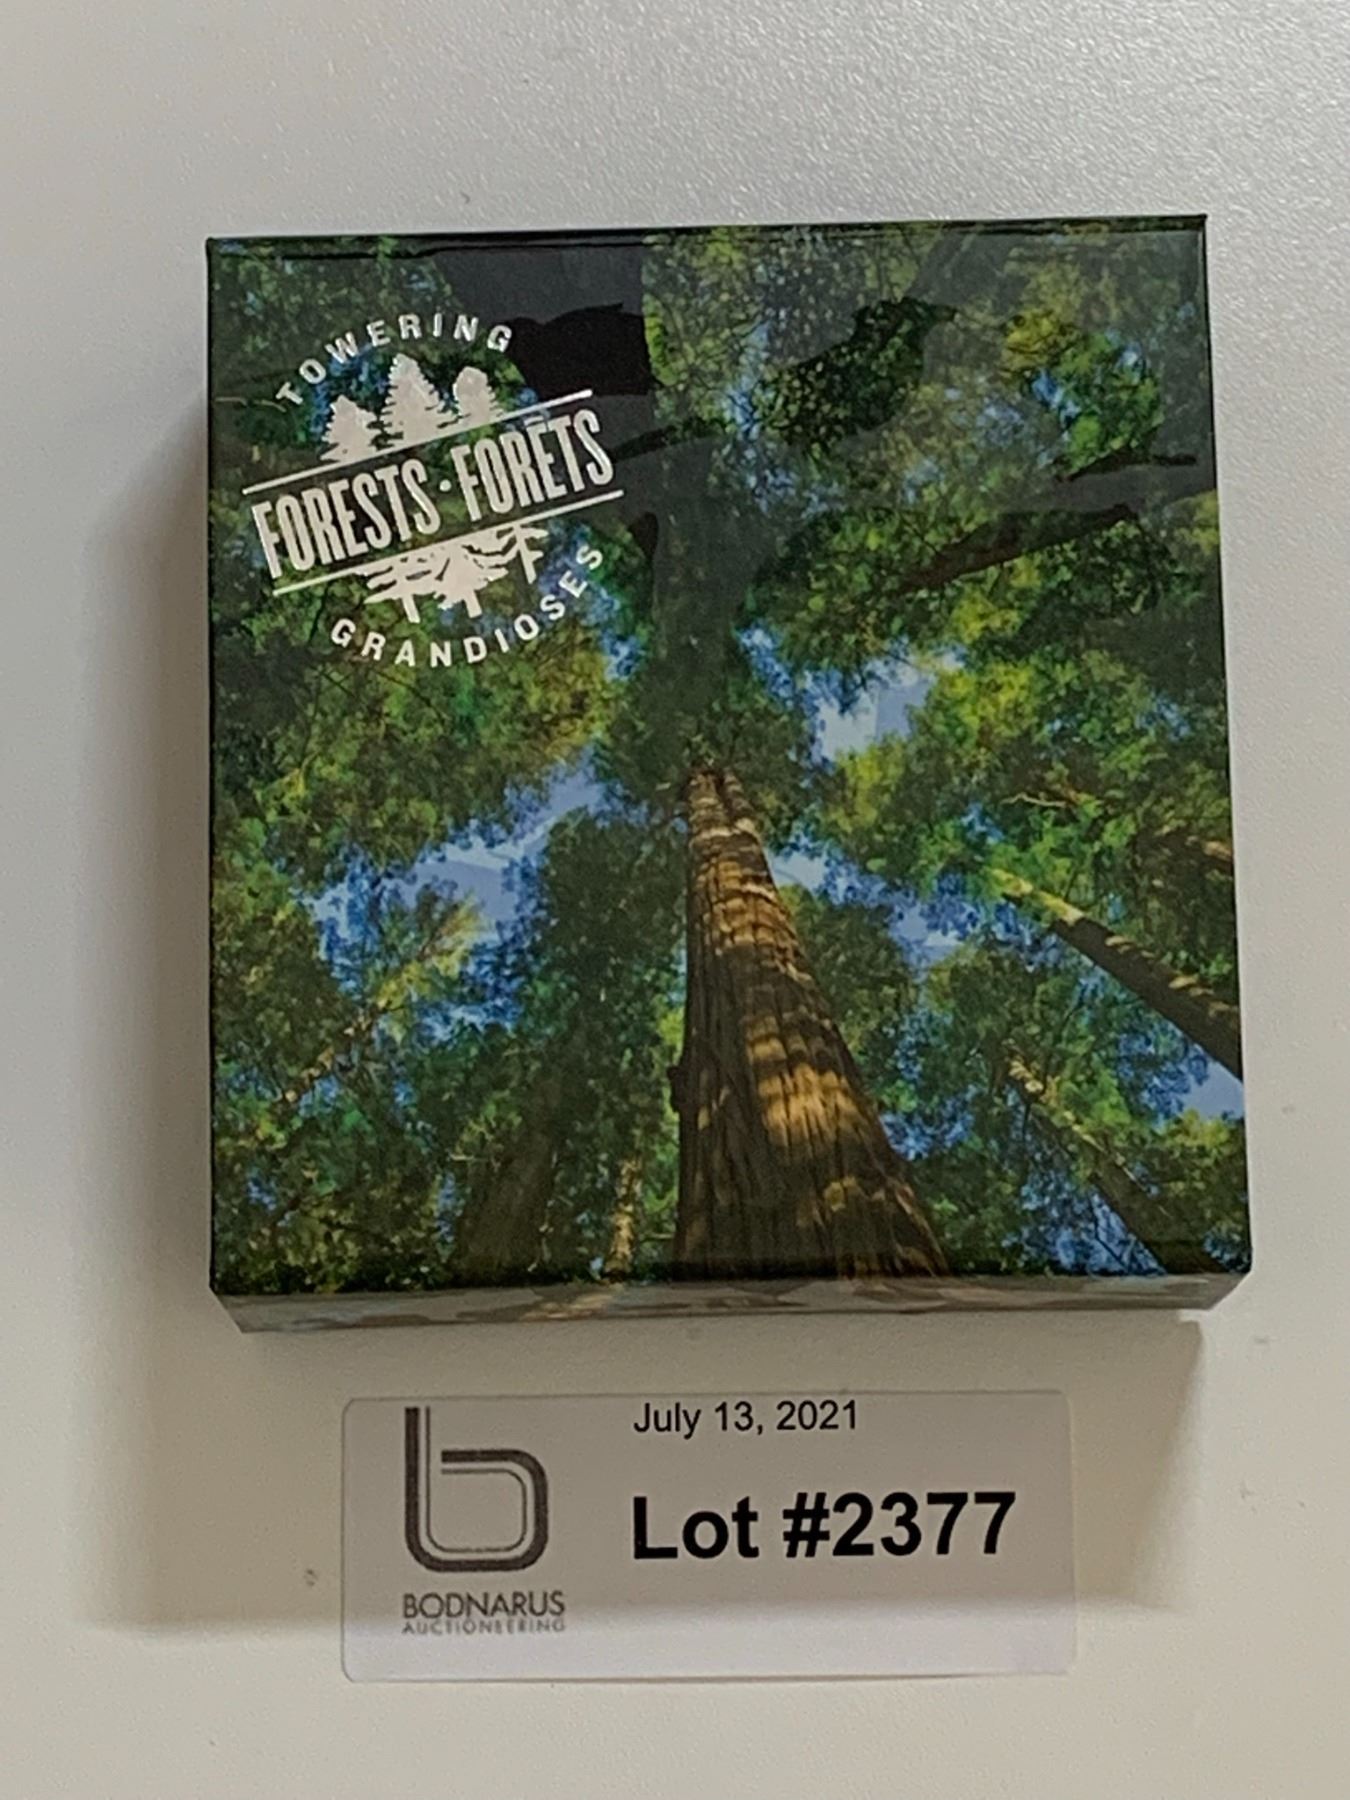 TOWERING
FORESTS · FORÊTS
GRANDIOSES
July 13, 2021
Lot #2377
BODNARUS
AUCTIONEERING